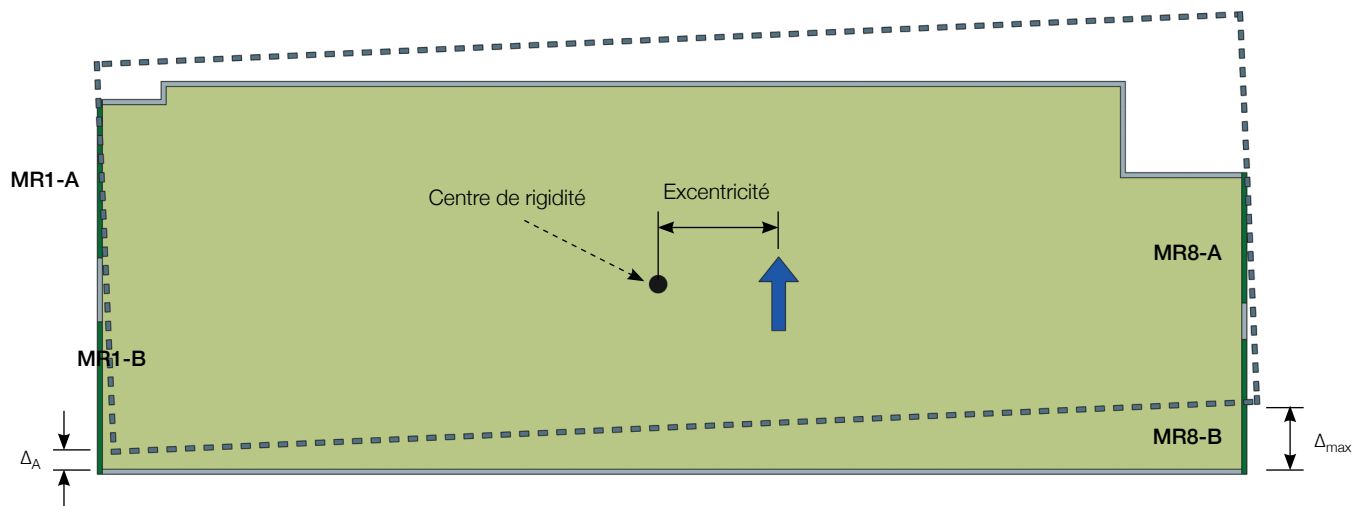 MR1-A
Centre de rigidité
Excentricité
MR8-A
MR1-B
MR8-B
ΔA
Δmax